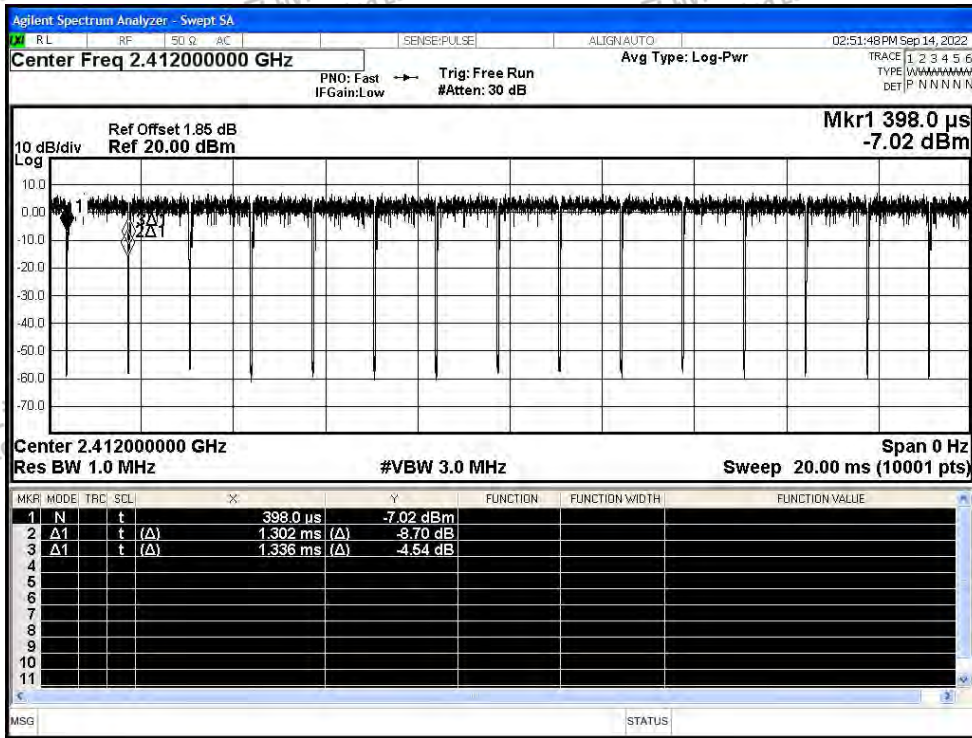 Agilent Spectrum Analyzer - Swept SA
RL RF 50 Ω AC SENSE:PULSE ALIGNAUTO 02:51:48 PM Sep 14, 2022
Center Freq 2.412000000 GHz Avg Type: Log-Pwr TRACE 1 2 3 4 5 6
PNO: Fast Trig: Free Run TYPE WWWWWW
IFGain:Low #Atten: 30 dB DET P N N N N N
Mkr1 398.0 µs
Ref Offset 1.85 dB
10 dB/div Ref 20.00 dBm -7.02 dBm
Log
10.0
1
0.00
3Δ1
2Δ1
-10.0
-20.0
-30.0
-40.0
-50.0
-60.0
-70.0
Center 2.412000000 GHz Span 0 Hz
Res BW 1.0 MHz #VBW 3.0 MHz Sweep 20.00 ms (10001 pts)
MKR MODE TRC SCL X Y FUNCTION FUNCTION WIDTH FUNCTION VALUE
1 N t 398.0 µs -7.02 dBm
2 Δ1 t (Δ) 1.302 ms (Δ) -8.70 dB
3 Δ1 t (Δ) 1.336 ms (Δ) -4.54 dB
4
5
6
7
8
9
10
11
MSG STATUS